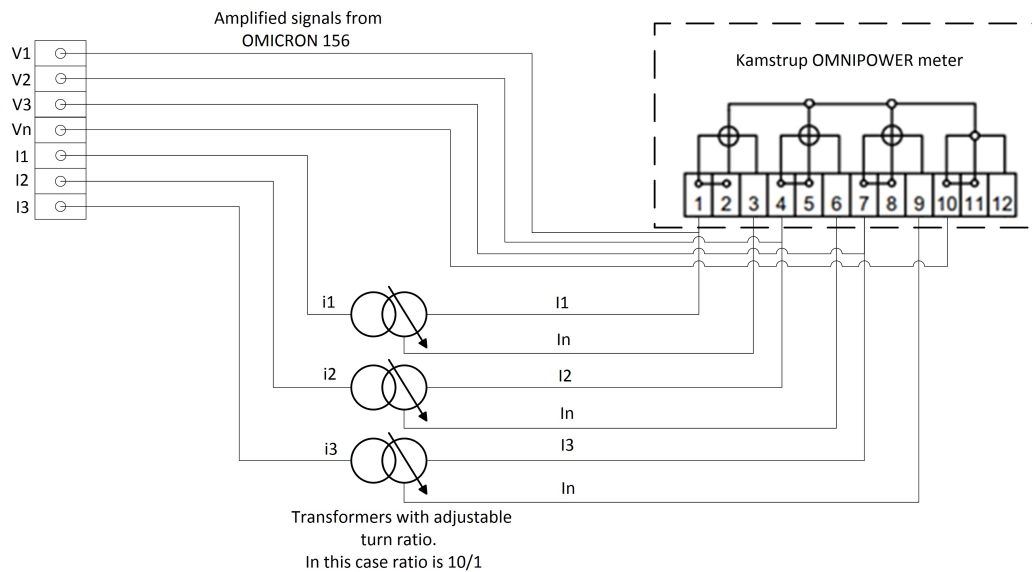 Amplified signals from
OMICRON 156
V1
V2
V3
Vn
I1
I2
I3
Kamstrup OMNIPOWER meter
1 2 3 4 5 6 7 8 9 10 11 12
i1
I1
In
i2
I2
In
i3
I3
In
Transformers with adjustable
turn ratio.
In this case ratio is 10/1